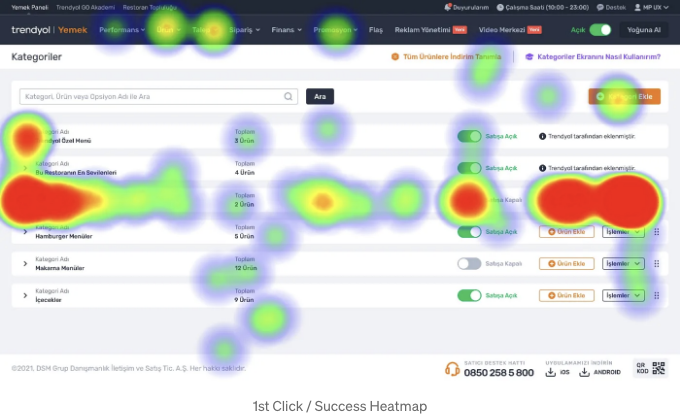 Yemek Paneli Trendyol GO Akademi Restoran Topluluğu Duyurularım Çalışma Saati (10:00 - 23:00) Destek MP UX
trendyol | Yemek Performans Sipariş Finans Promosyon Flaş Reklam Yönetimi Yeni Video Merkezi Yeni Açık Yoğuna Al
Kategoriler Tüm Ürünlere İndirim Tanımla Kategoriler Ekranını Nasıl Kullanırım?
Kategori, Ürün veya Opsiyon Adı ile Ara Ara Ekle
Kategori Adı Toplam
Trendyol Özel Menü 3 Ürün Satışa Açık Trendyol tarafından eklenmiştir.
Kategori Adı Toplam
Bu Restoranın En Sevilenleri 4 Ürün Satışa Açık Trendyol tarafından eklenmiştir.
Toplam
2 Ürün Kapalı
Kategori Adı Toplam
Hamburger Menüler 5 Ürün Satışa Açık Ürün Ekle İşlemler
Kategori Adı Toplam
Makarna Menüler 12 Ürün Satışa Kapalı Ürün Ekle İşlemler
Kategori Adı Toplam
İçecekler 9 Ürün Satışa Açık Ürün Ekle İşlemler
©2021, DSM Grup Danışmanlık İletişim ve Satış Tic. A.Ş. Her hakkı saklıdır. SATICI DESTEK HATTI 0850 258 5 800 UYGULAMAMIZI İNDİRİN iOS ANDROID QR KOD
1st Click / Success Heatmap